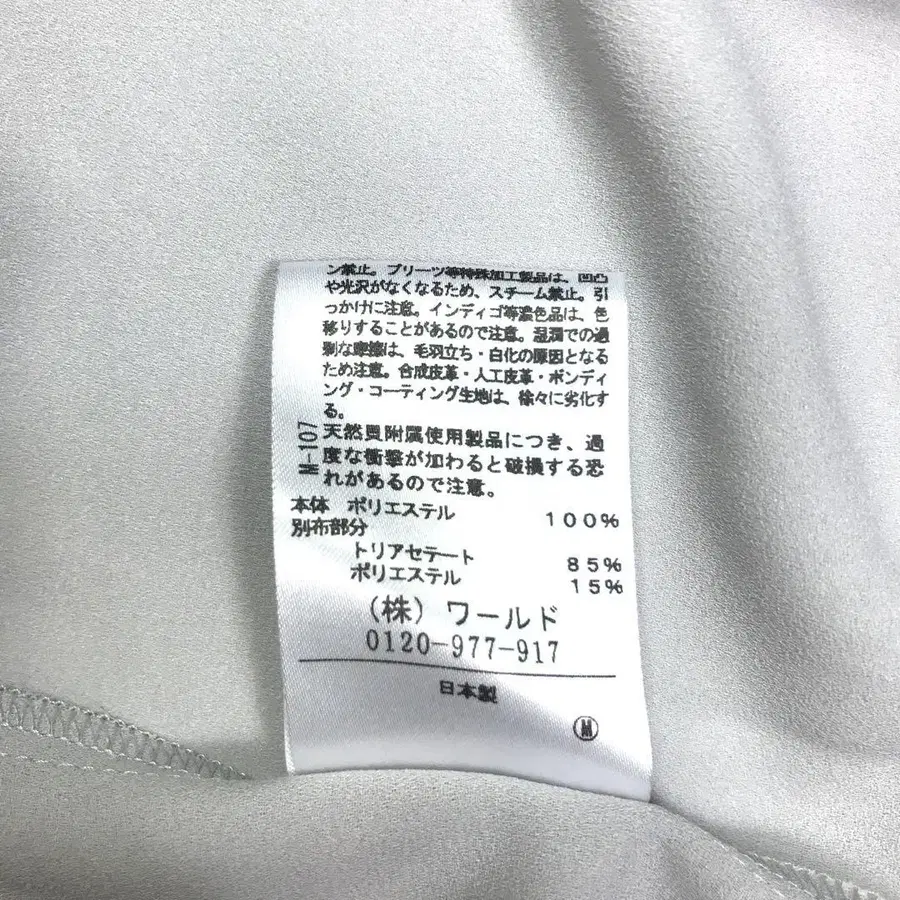 ン禁止。プリーツ等特殊加工製品は、凹凸
や光沢がなくなるため、スチーム禁止。引
っかけに注意。インディゴ等濃色品は、色
移りすることがあるので注意。湿潤での過
剰な摩擦は、毛羽立ち・白化の原因となる
ため注意。合成皮革・人工皮革・ボンディ
ング・コーティング生地は、徐々に劣化す
る。
M-107
天然貝附属使用製品につき、過
度な衝撃が加わると破損する恐
れがあるので注意。
本体 ポリエステル 100%
別布部分
トリアセテート 85%
ポリエステル 15%
(株) ワールド
0120-977-917
日本製
M